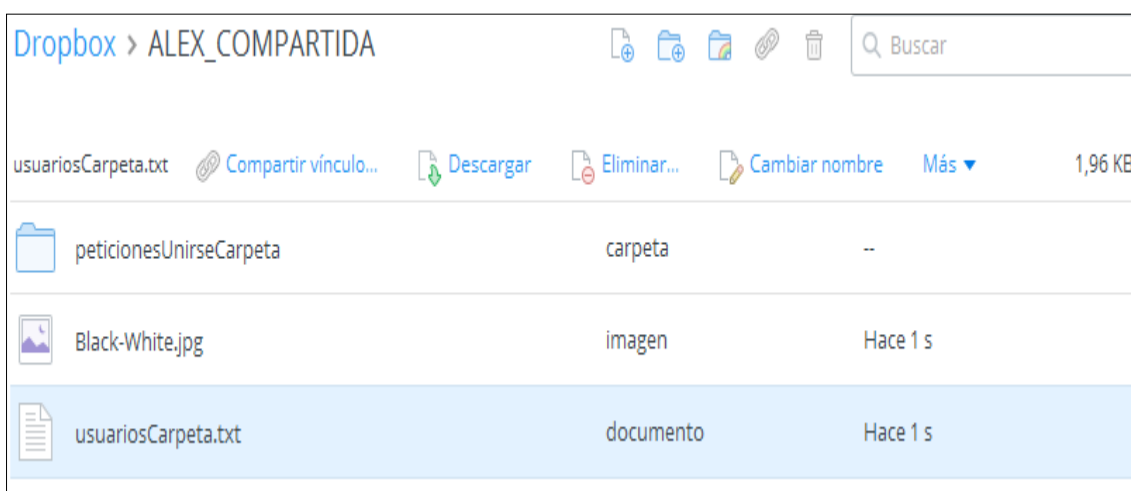 Dropbox > ALEX_COMPARTIDA
Buscar
usuariosCarpeta.txt Compartir vínculo... Descargar Eliminar... Cambiar nombre Más ▼ 1,96 KB
peticionesUnirseCarpeta carpeta --
Black-White.jpg imagen Hace 1 s
usuariosCarpeta.txt documento Hace 1 s